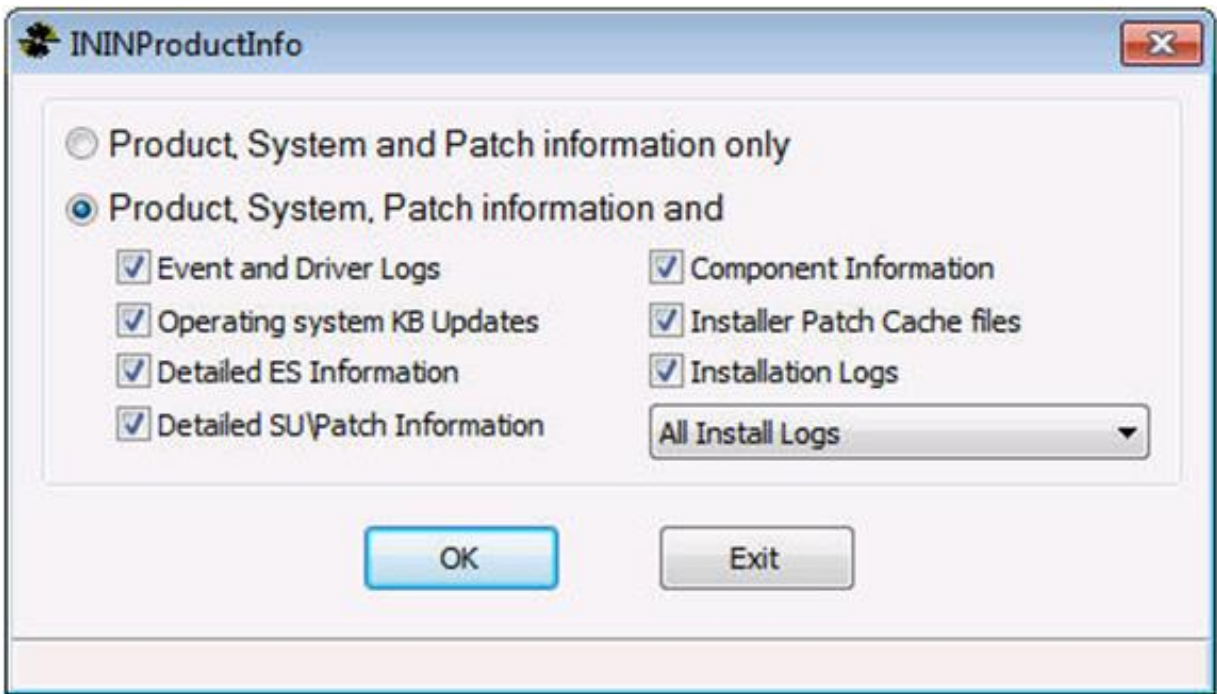 ININProductInfo
Product, System and Patch information only
Product, System, Patch information and
Event and Driver Logs
Component Information
Operating system KB Updates
Installer Patch Cache files
Detailed ES Information
Installation Logs
Detailed SU\Patch Information
All Install Logs
OK
Exit